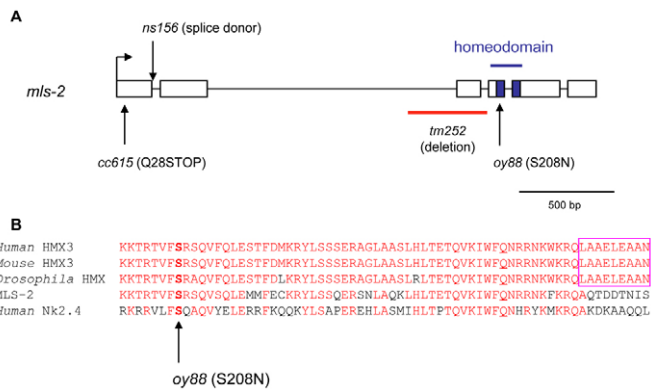 A
ns156 (splice donor)
homeodomain
mls-2
tm252
(deletion)
cc615 (Q28STOP)
oy88 (S208N)
500 bp
B
Human HMX3 KKTRTVFSRSQVFQLESTFDMKRYLSSSERAGLAASLHLTETQVKIWFQNRRNKWKRQLAAELEAAN
Mouse HMX3 KKTRTVFSRSQVFQLESTFDMKRYLSSSERAGLAASLHLTETQVKIWFQNRRNKWKRQLAAELEAAN
Drosophila HMX KKTRTVFSRAQVFQLESTFDLKRYLSSSERAGLAASLRLTETQVKIWFQNRRNKWKRQLAAELEAAN
MLS-2 KKTRTVFSRSQVSQLEMMFECKRYLSSQERSNLAQKLHLTETQVKIWFQNRRNKFKRQAQTDDTNIS
Human Nk2.4 RKRRVLFSQAQVYELERRFKQQKYLSAPEREHLASMIHLTPTQVKIWFQNHRYKMKRQAKDKAAQQL
oy88 (S208N)